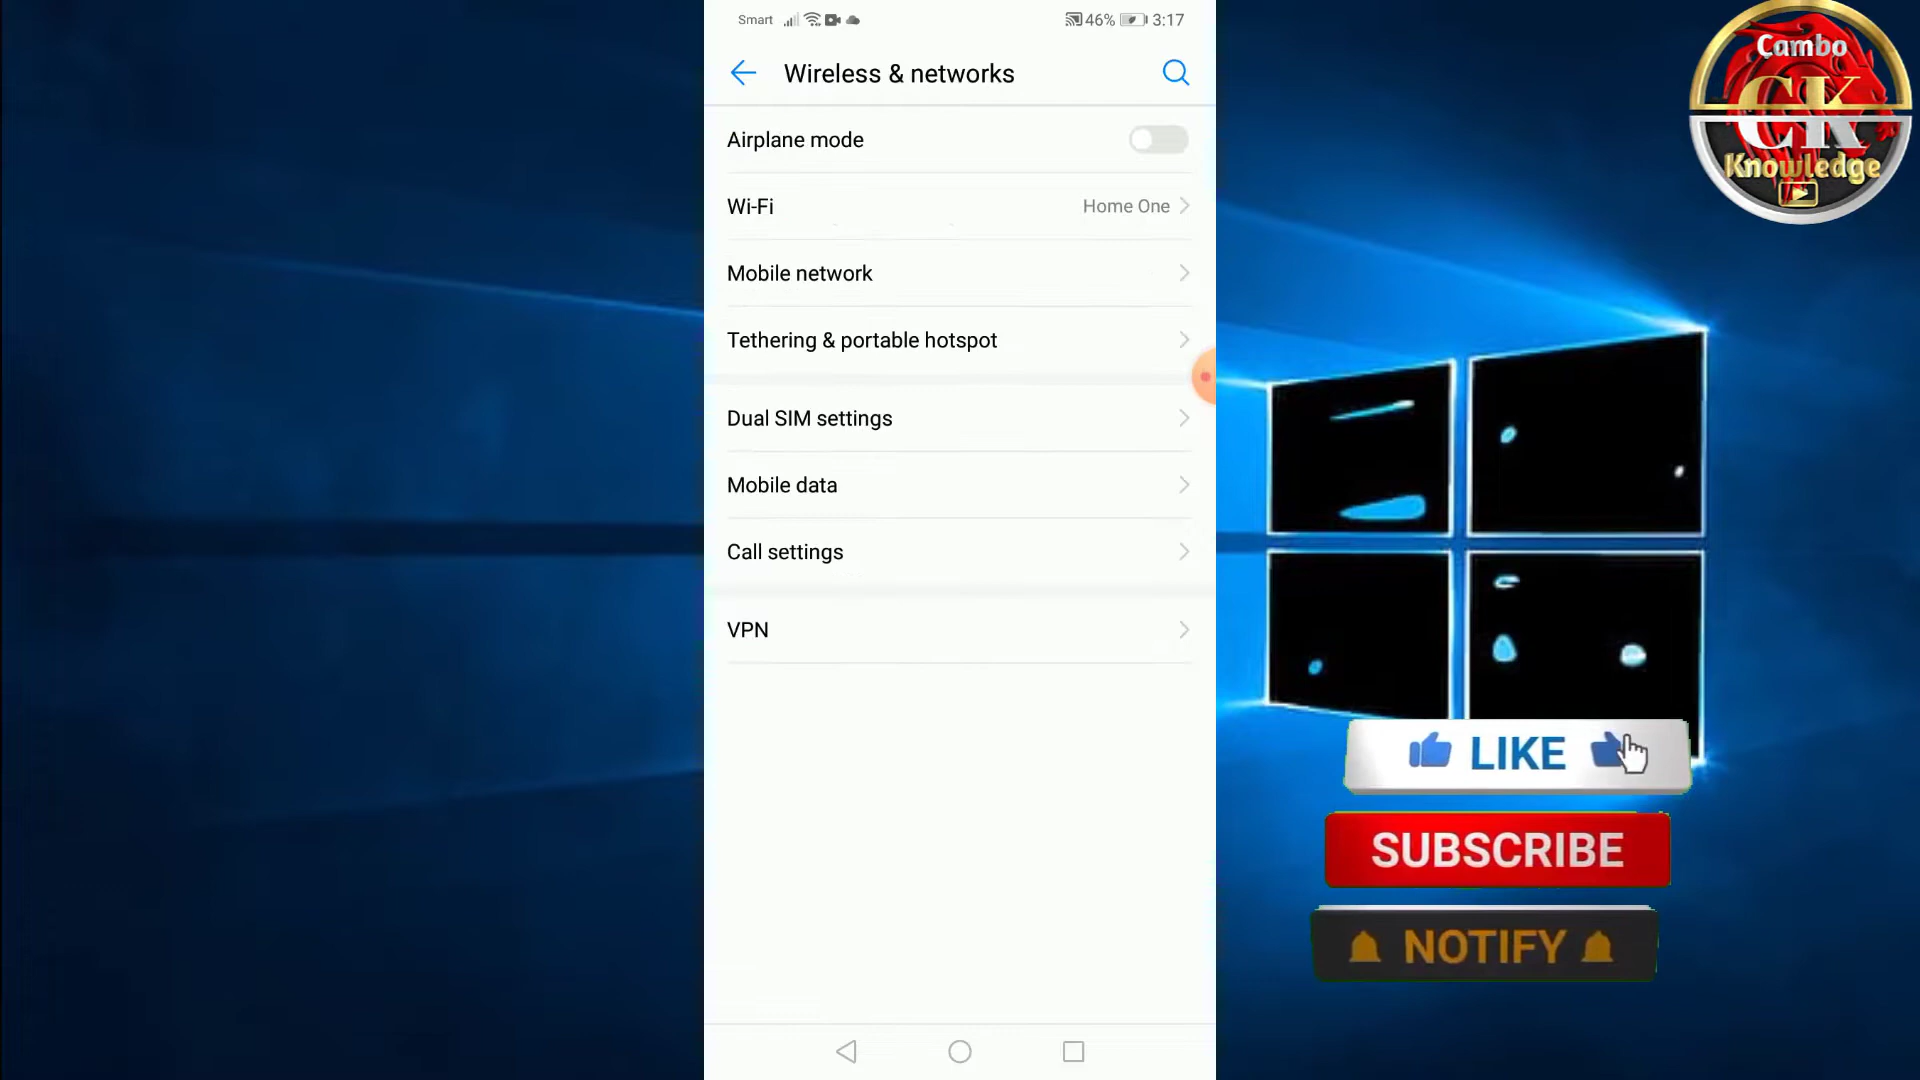 Smart
46%
3:17
Wireless & networks
Airplane mode
Wi-Fi
Home One
Mobile network
Tethering & portable hotspot
Dual SIM settings
Mobile data
Call settings
VPN
Cambo
CK
Knowledge
LIKE
SUBSCRIBE
NOTIFY